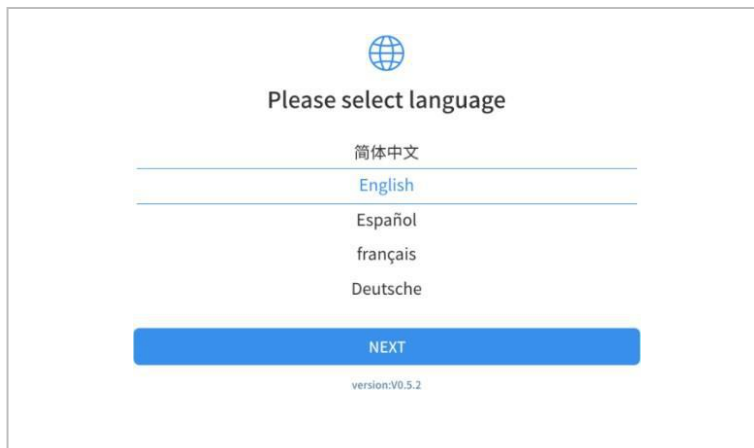 Please select language
简体中文
English
Español
français
Deutsche
NEXT
version:V0.5.2